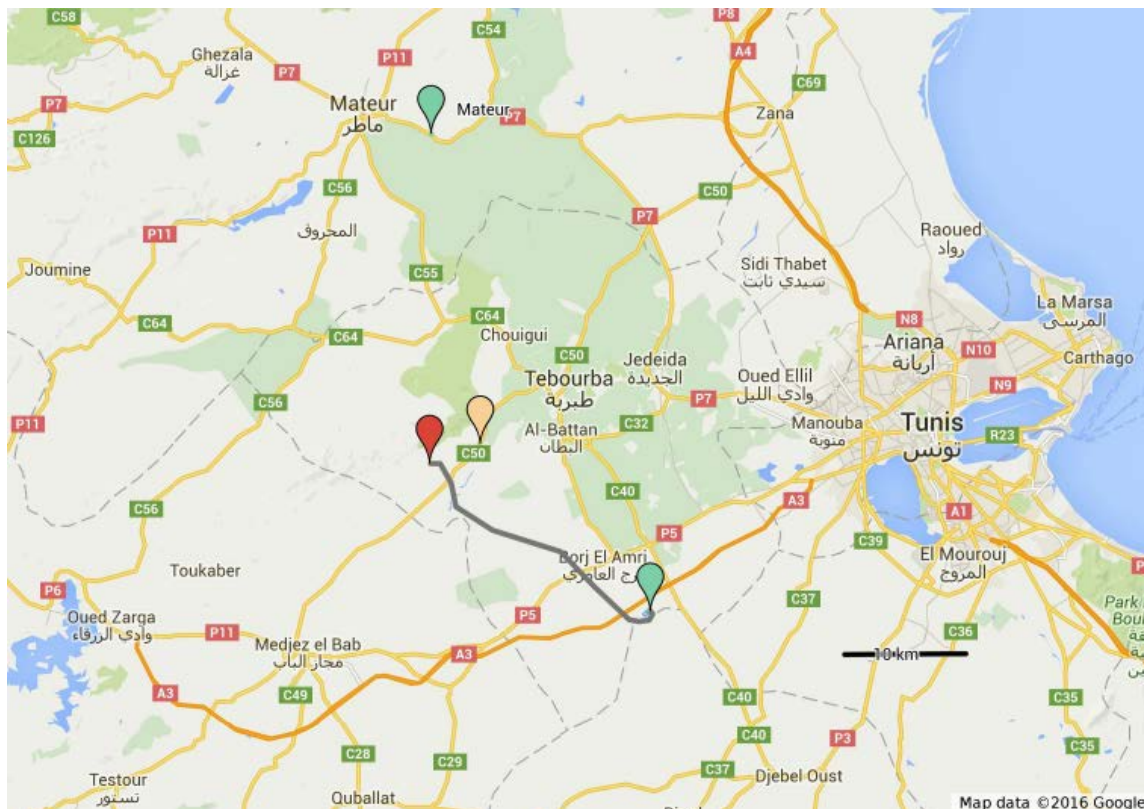 C58
C54
P8
A4
Ghezala
غزالة
P11
P7
C69
P7
Mateur
ماطر
Mateur
P7
Zana
C126
C56
C50
P7
P11
المحروف
Raoued
رواد
Joumine
C55
Sidi Thabet
سيدي ثابت
La Marsa
المرسى
C64
C64
C64
Chouigui
N8
Ariana
أريانة
N10
Carthago
C50
Jedeida
الجديدة
Tebourba
طبربة
Oued Ellil
وادي الليل
N9
P7
C56
P11
C32
Al-Battan
البطان
Manouba
منوبة
Tunis
تونس
R23
C50
C40
A3
C56
P5
A1
C39
El Mourouj
المروج
Borj El Amri
برج العامري
Toukaber
P6
C37
Oued Zarga
وادي الزرقاء
P11
P5
C36
Medjez el Bab
مجاز الباب
A3
10 km
A3
C49
C40
C35
C40
P3
C35
C28
C29
C37
Testour
تستور
Djebel Oust
Quballat
Map data ©2016 Google